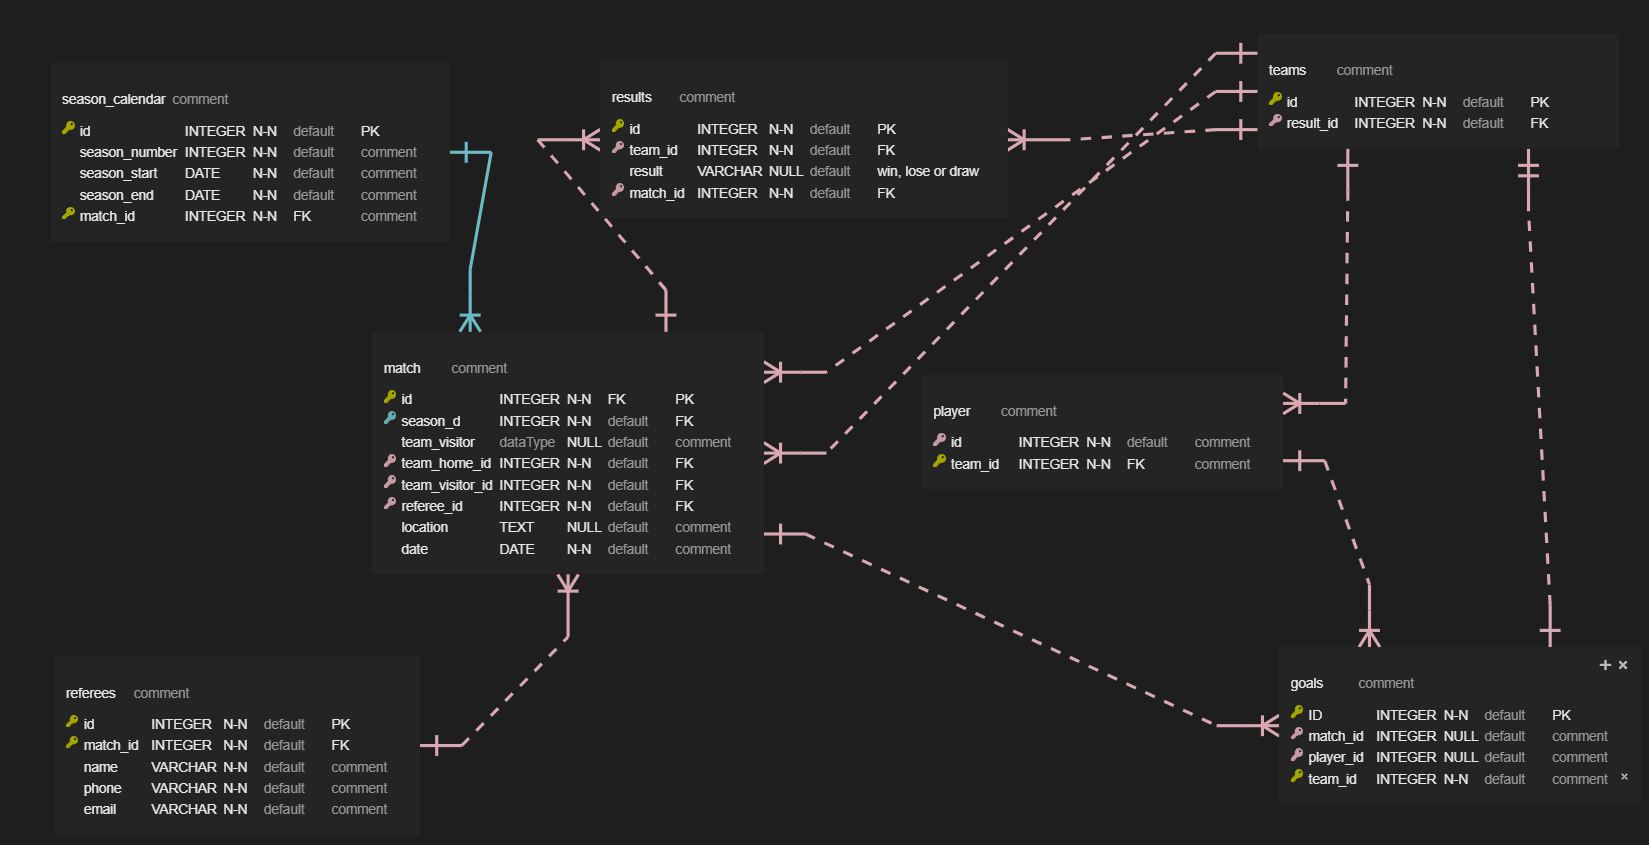 season_calendar comment
id INTEGER N-N default PK
season_number INTEGER N-N default comment
season_start DATE N-N default comment
season_end DATE N-N default comment
match_id INTEGER N-N FK comment
results comment
id INTEGER N-N default PK
team_id INTEGER N-N default FK
result VARCHAR NULL default win, lose or draw
match_id INTEGER N-N default FK
teams comment
id INTEGER N-N default PK
result_id INTEGER N-N default FK
match comment
id INTEGER N-N FK PK
season_d INTEGER N-N default FK
team_visitor dataType NULL default comment
team_home_id INTEGER N-N default FK
team_visitor_id INTEGER N-N default FK
referee_id INTEGER N-N default FK
location TEXT NULL default comment
date DATE N-N default comment
player comment
id INTEGER N-N default comment
team_id INTEGER N-N FK comment
referees comment
id INTEGER N-N default PK
match_id INTEGER N-N default FK
name VARCHAR N-N default comment
phone VARCHAR N-N default comment
email VARCHAR N-N default comment
goals comment
ID INTEGER N-N default PK
match_id INTEGER NULL default comment
player_id INTEGER NULL default comment
team_id INTEGER N-N default comment